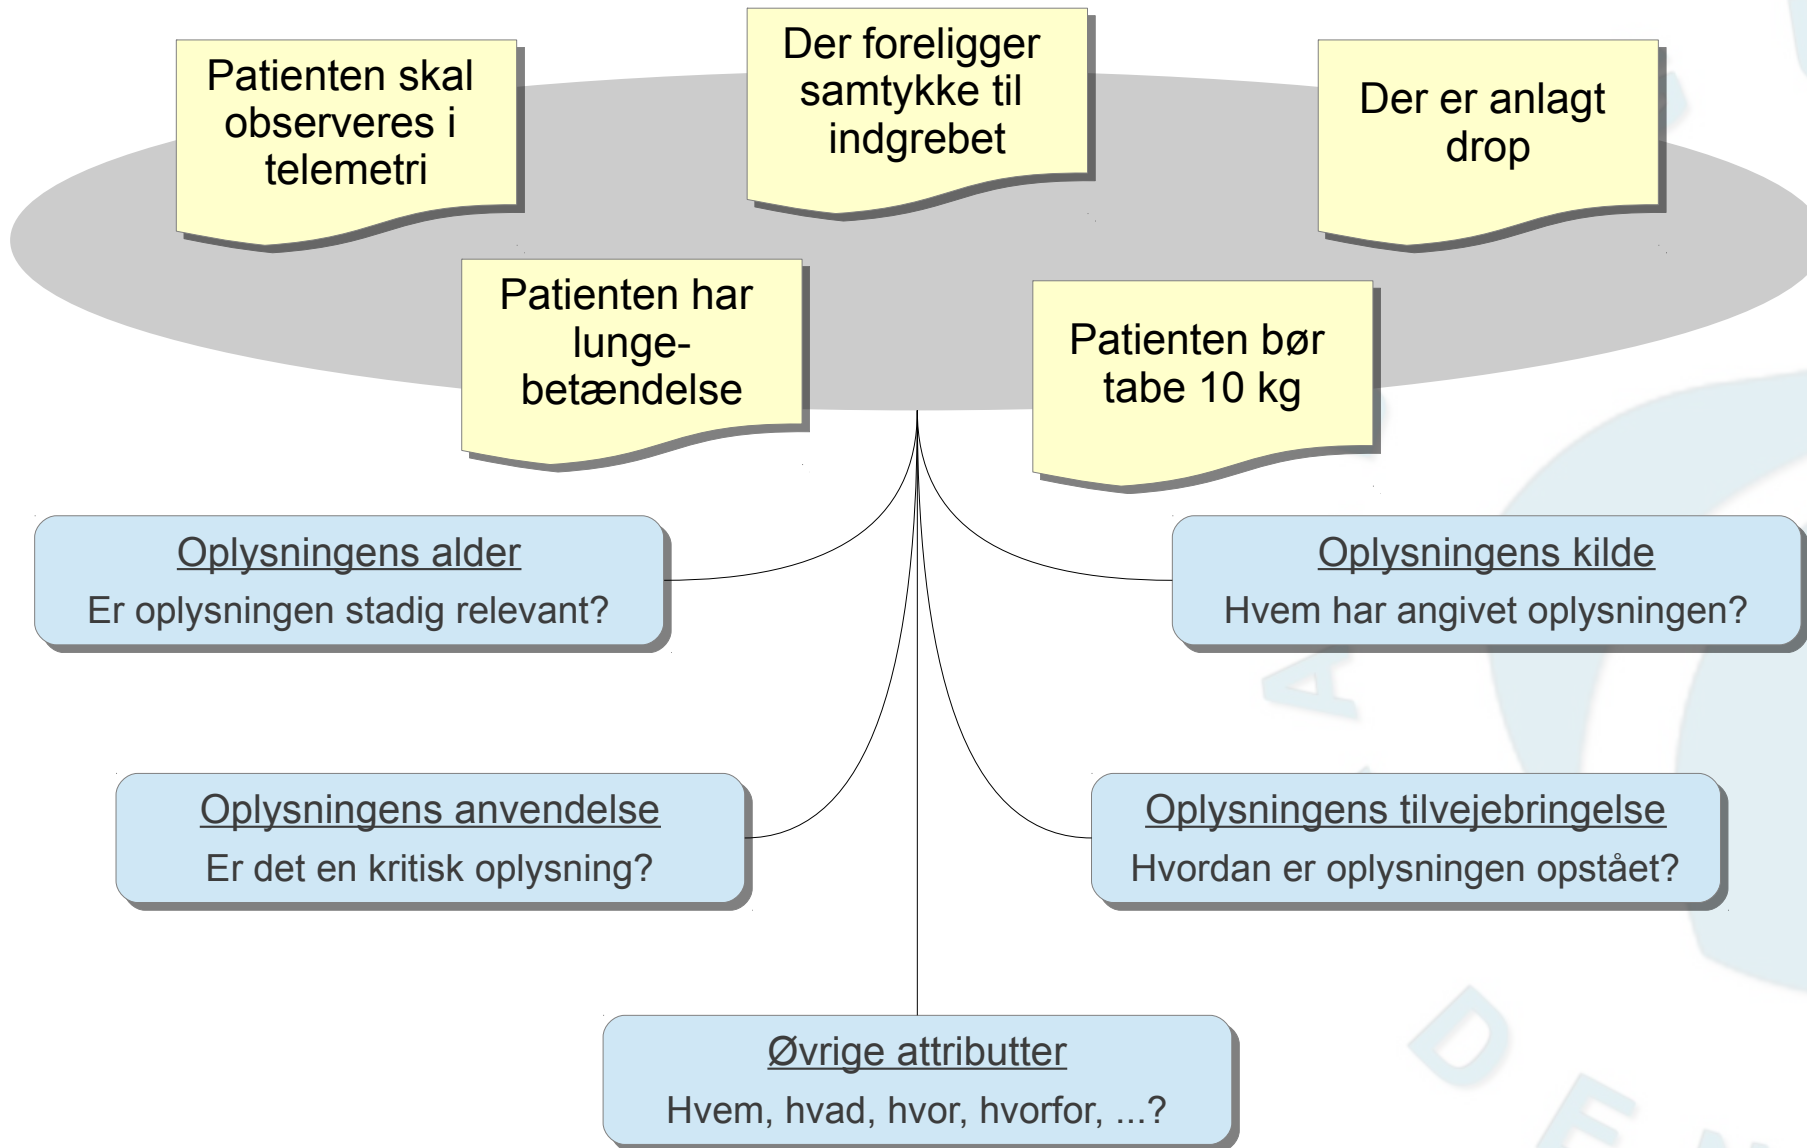 Patienten skal
observeres i
telemetri
Der foreligger
samtykke til
indgrebet
Der er anlagt
drop
Patienten har
lunge-
betændelse
Patienten bør
tabe 10 kg
Oplysningens alder
Er oplysningen stadig relevant?
Oplysningens kilde
Hvem har angivet oplysningen?
Oplysningens anvendelse
Er det en kritisk oplysning?
Oplysningens tilvejebringelse
Hvordan er oplysningen opstået?
Øvrige attributter
Hvem, hvad, hvor, hvorfor, ...?